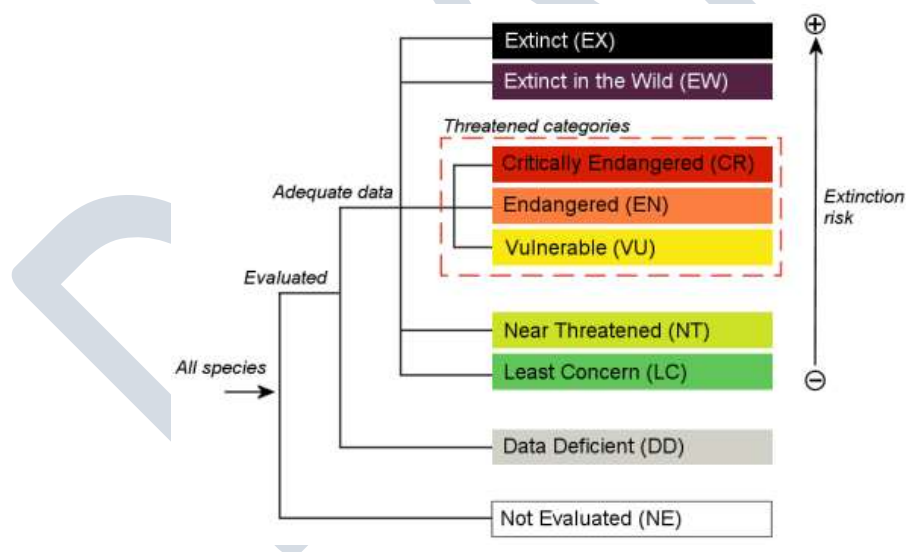 Extinct (EX)
Extinct in the Wild (EW)
Threatened categories
Critically Endangered (CR)
Adequate data
Endangered (EN)
Extinction
risk
Vulnerable (VU)
Evaluated
Near Threatened (NT)
All species
Least Concern (LC)
Data Deficient (DD)
Not Evaluated (NE)